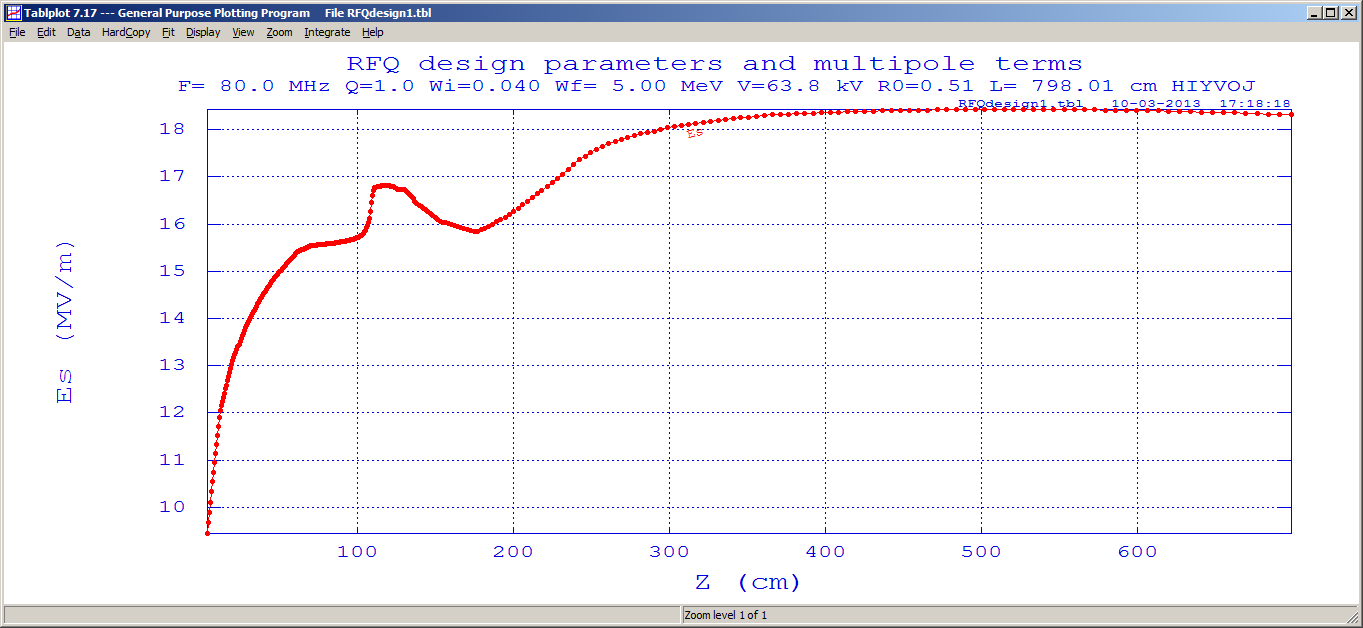 Tablplot 7.17 --- General Purpose Plotting Program    File RFQdesign1.tbl
File Edit Data HardCopy Fit Display View Zoom Integrate Help
RFQ design parameters and multipole terms
F= 80.0 MHz Q=1.0 Wi=0.040 Wf= 5.00 MeV V=63.8 kV R0=0.51 L= 798.01 cm HIYVOJ
RFQdesign1.tbl 10-03-2013 17:18:18
18
Es
17
16
15
14
13
12
11
10
Es (MV/m)
100 200 300 400 500 600
Z (cm)
Zoom level 1 of 1